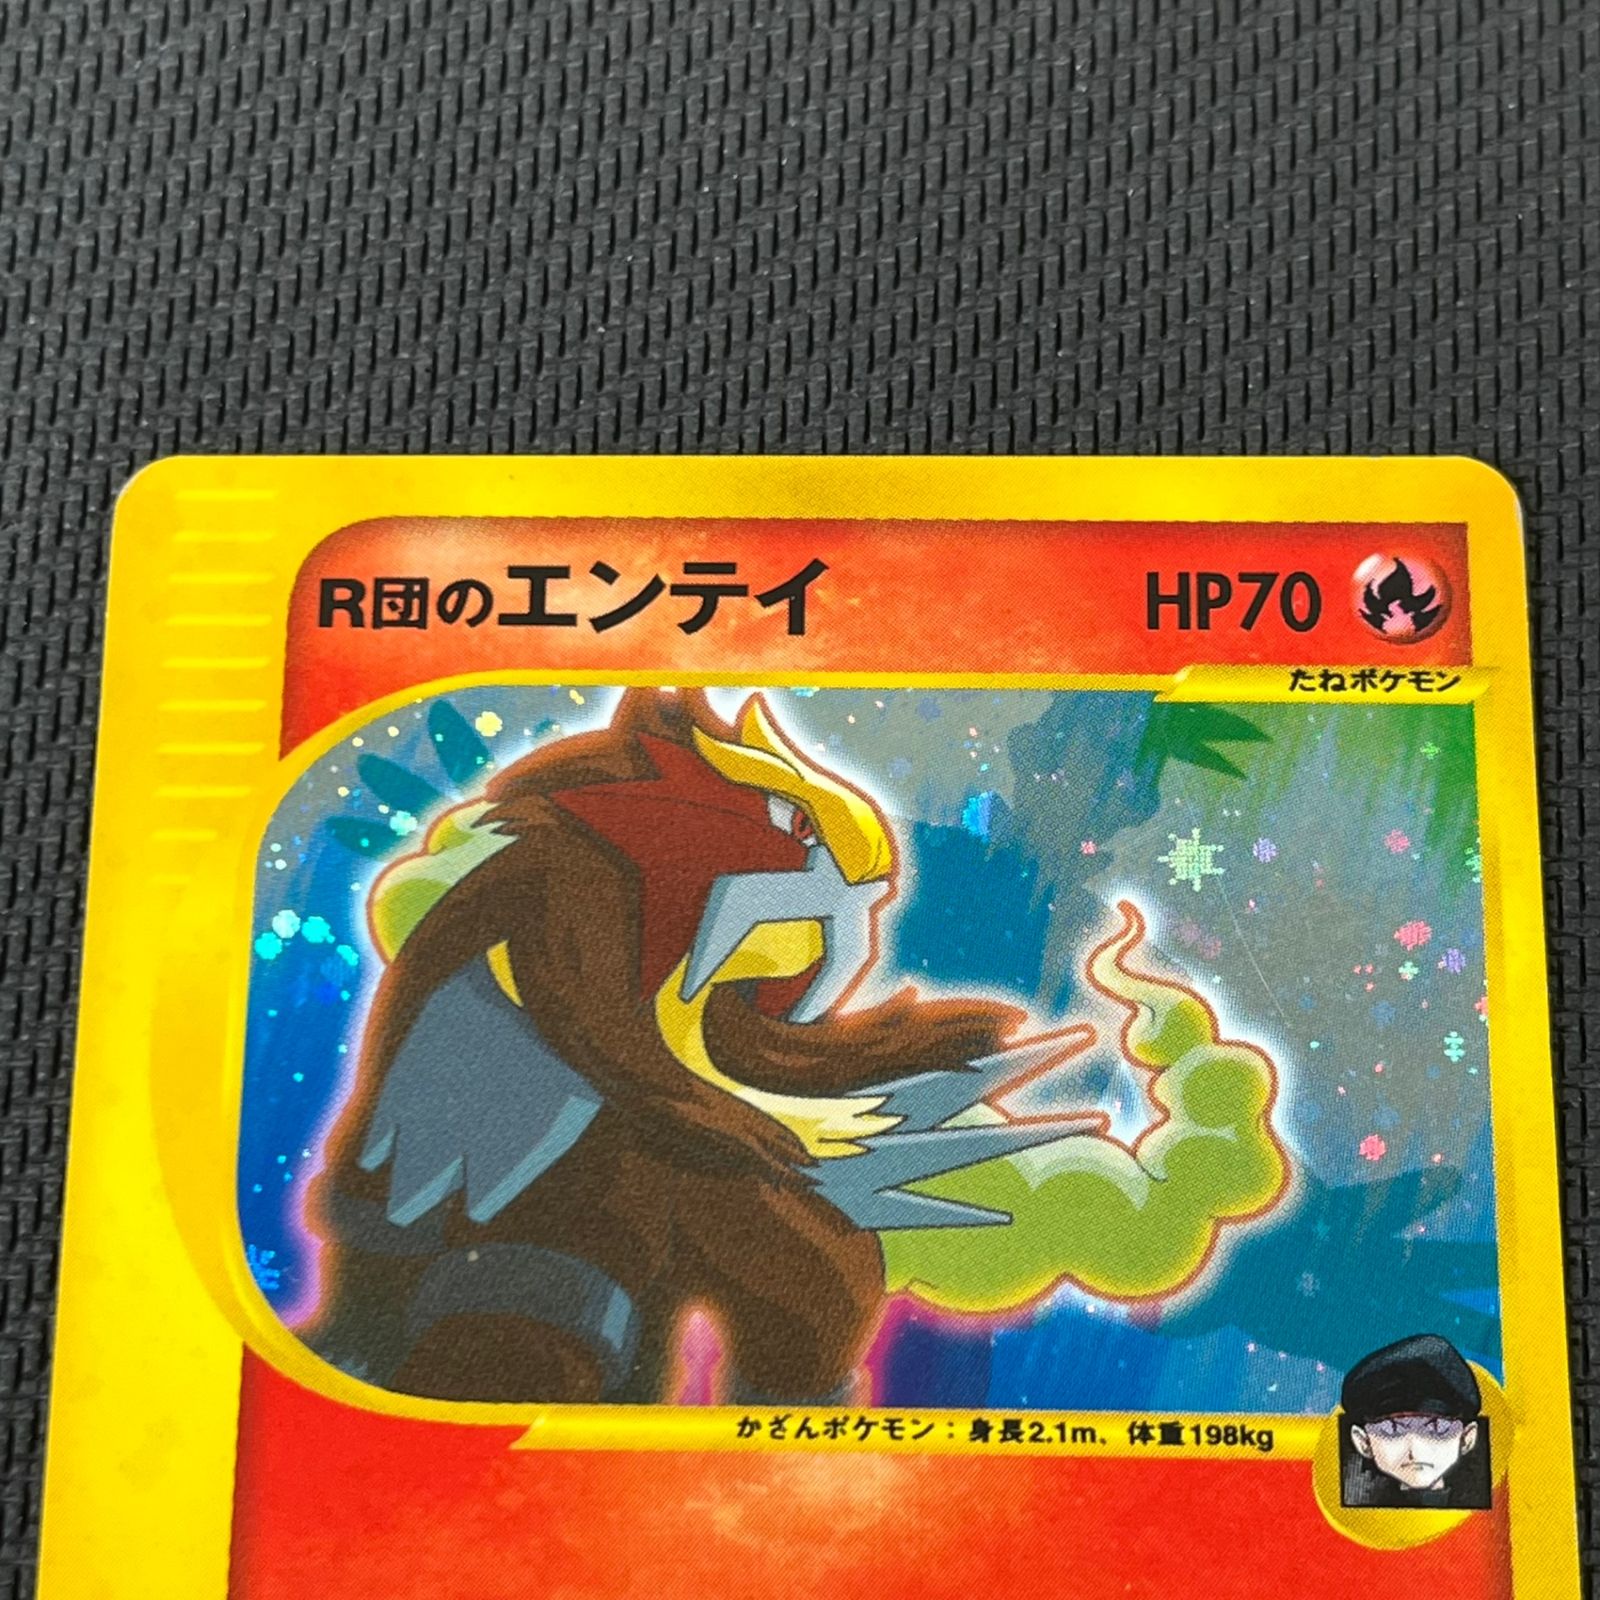 R団のエンテイ HP70
たねポケモン
かざんポケモン：身長2.1m、体重198kg